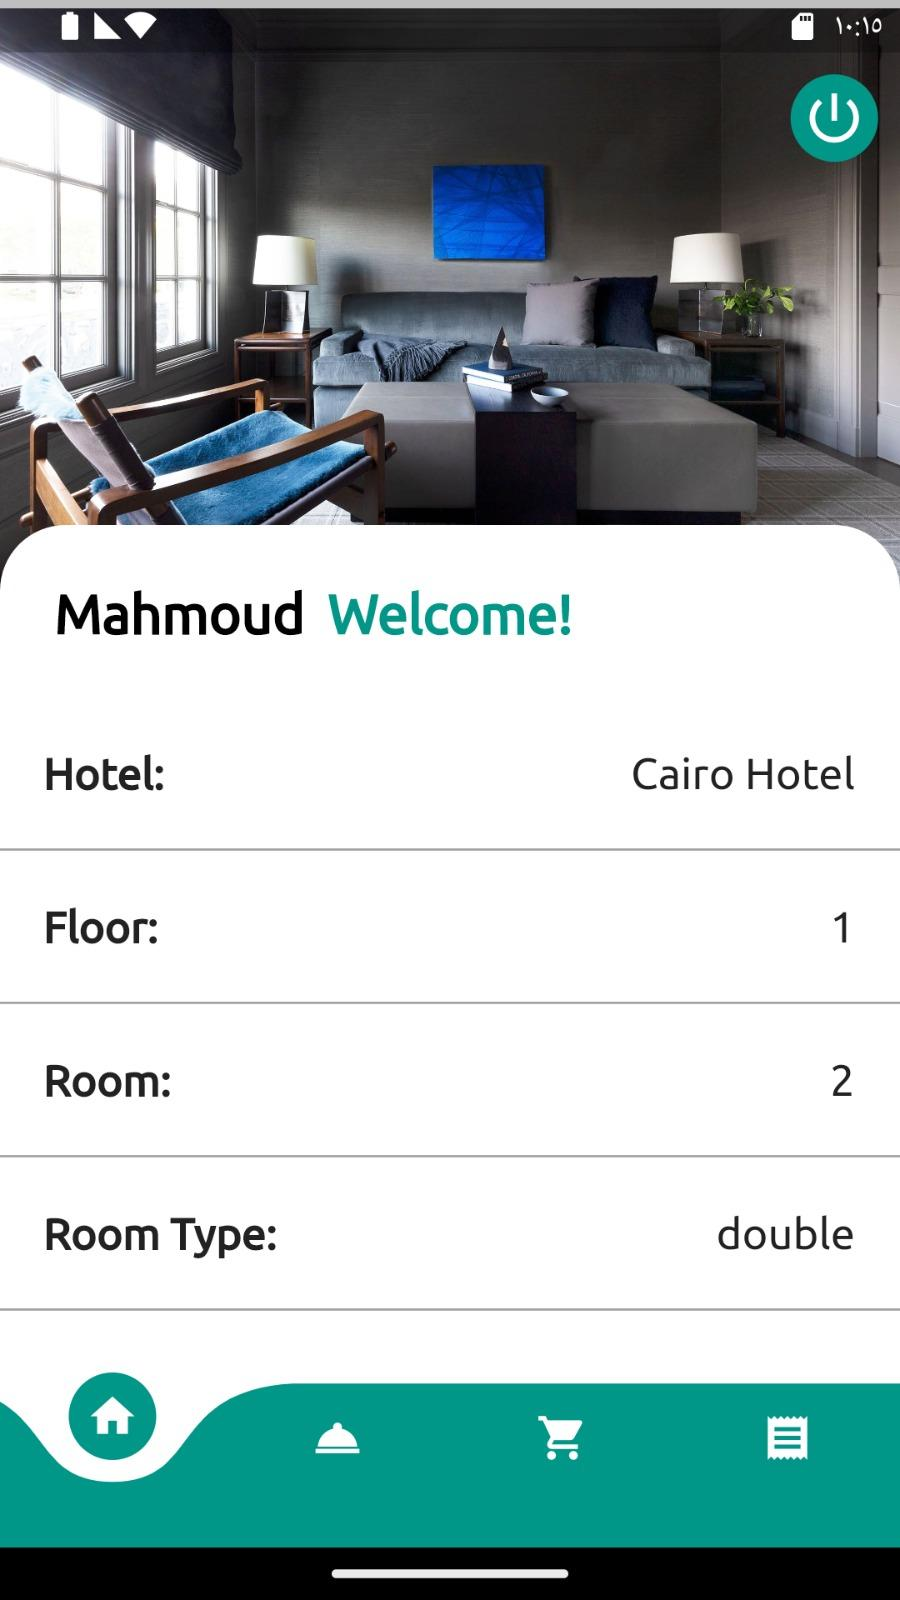 ١٠:١٥
Mahmoud Welcome!
Hotel: Cairo Hotel
Floor: 1
Room: 2
Room Type: double